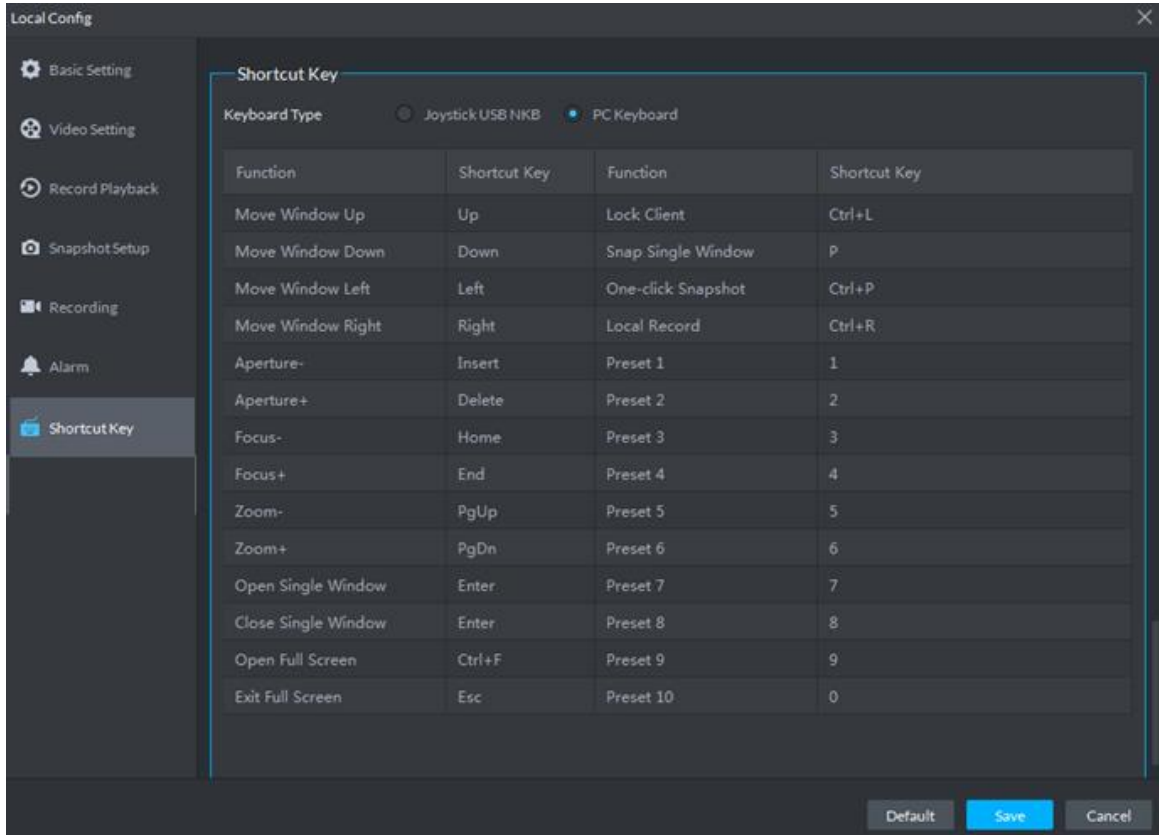 Local Config
Basic Setting
Video Setting
Record Playback
Snapshot Setup
Recording
Alarm
Shortcut Key
Shortcut Key
Keyboard Type Joystick USB NKB PC Keyboard
Function Shortcut Key Function Shortcut Key
Move Window Up Up Lock Client Ctrl+L
Move Window Down Down Snap Single Window P
Move Window Left Left One-click Snapshot Ctrl+P
Move Window Right Right Local Record Ctrl+R
Aperture- Insert Preset 1 1
Aperture+ Delete Preset 2 2
Focus- Home Preset 3 3
Focus+ End Preset 4 4
Zoom- PgUp Preset 5 5
Zoom+ PgDn Preset 6 6
Open Single Window Enter Preset 7 7
Close Single Window Enter Preset 8 8
Open Full Screen Ctrl+F Preset 9 9
Exit Full Screen Esc Preset 10 0
Default Save Cancel